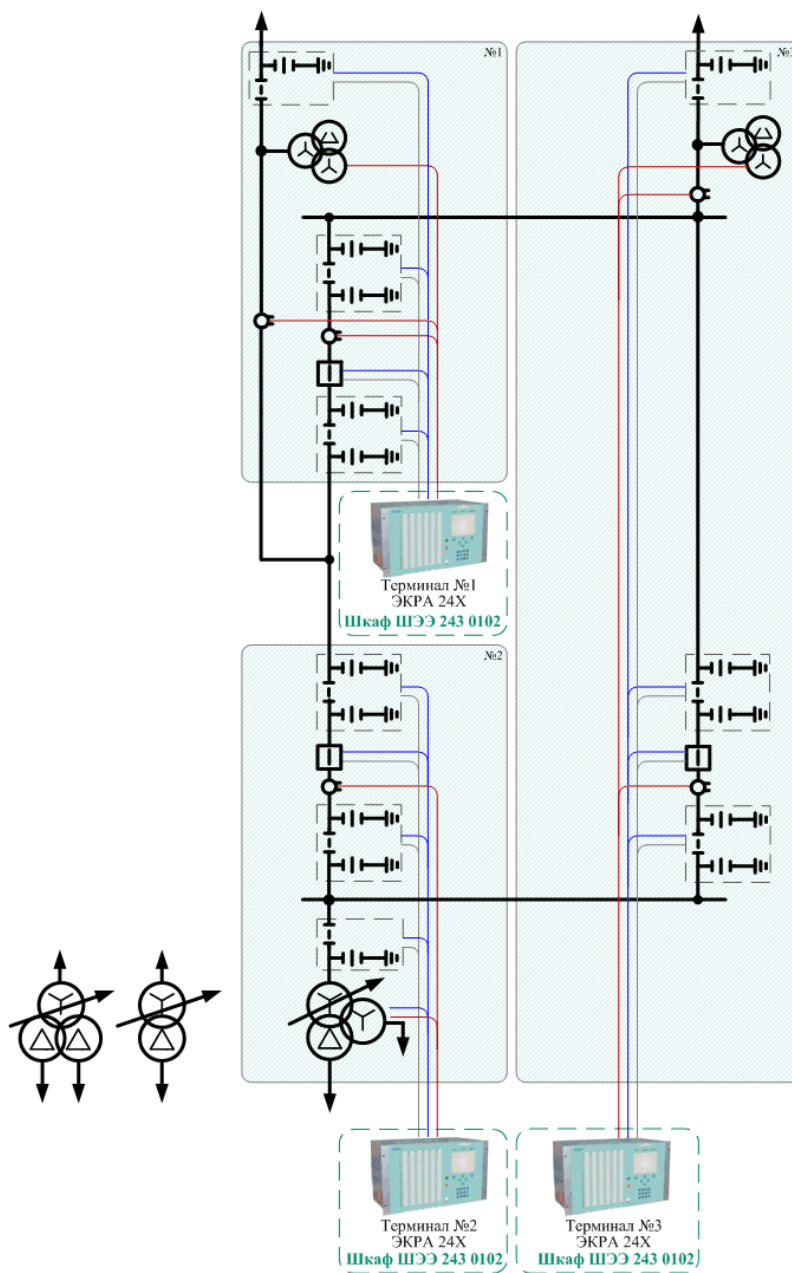 №1
№3
Терминал №1
ЭКРА 24X
Шкаф ШЭЭ 243 0102
№2
Терминал №2
ЭКРА 24X
Шкаф ШЭЭ 243 0102
Терминал №3
ЭКРА 24X
Шкаф ШЭЭ 243 0102